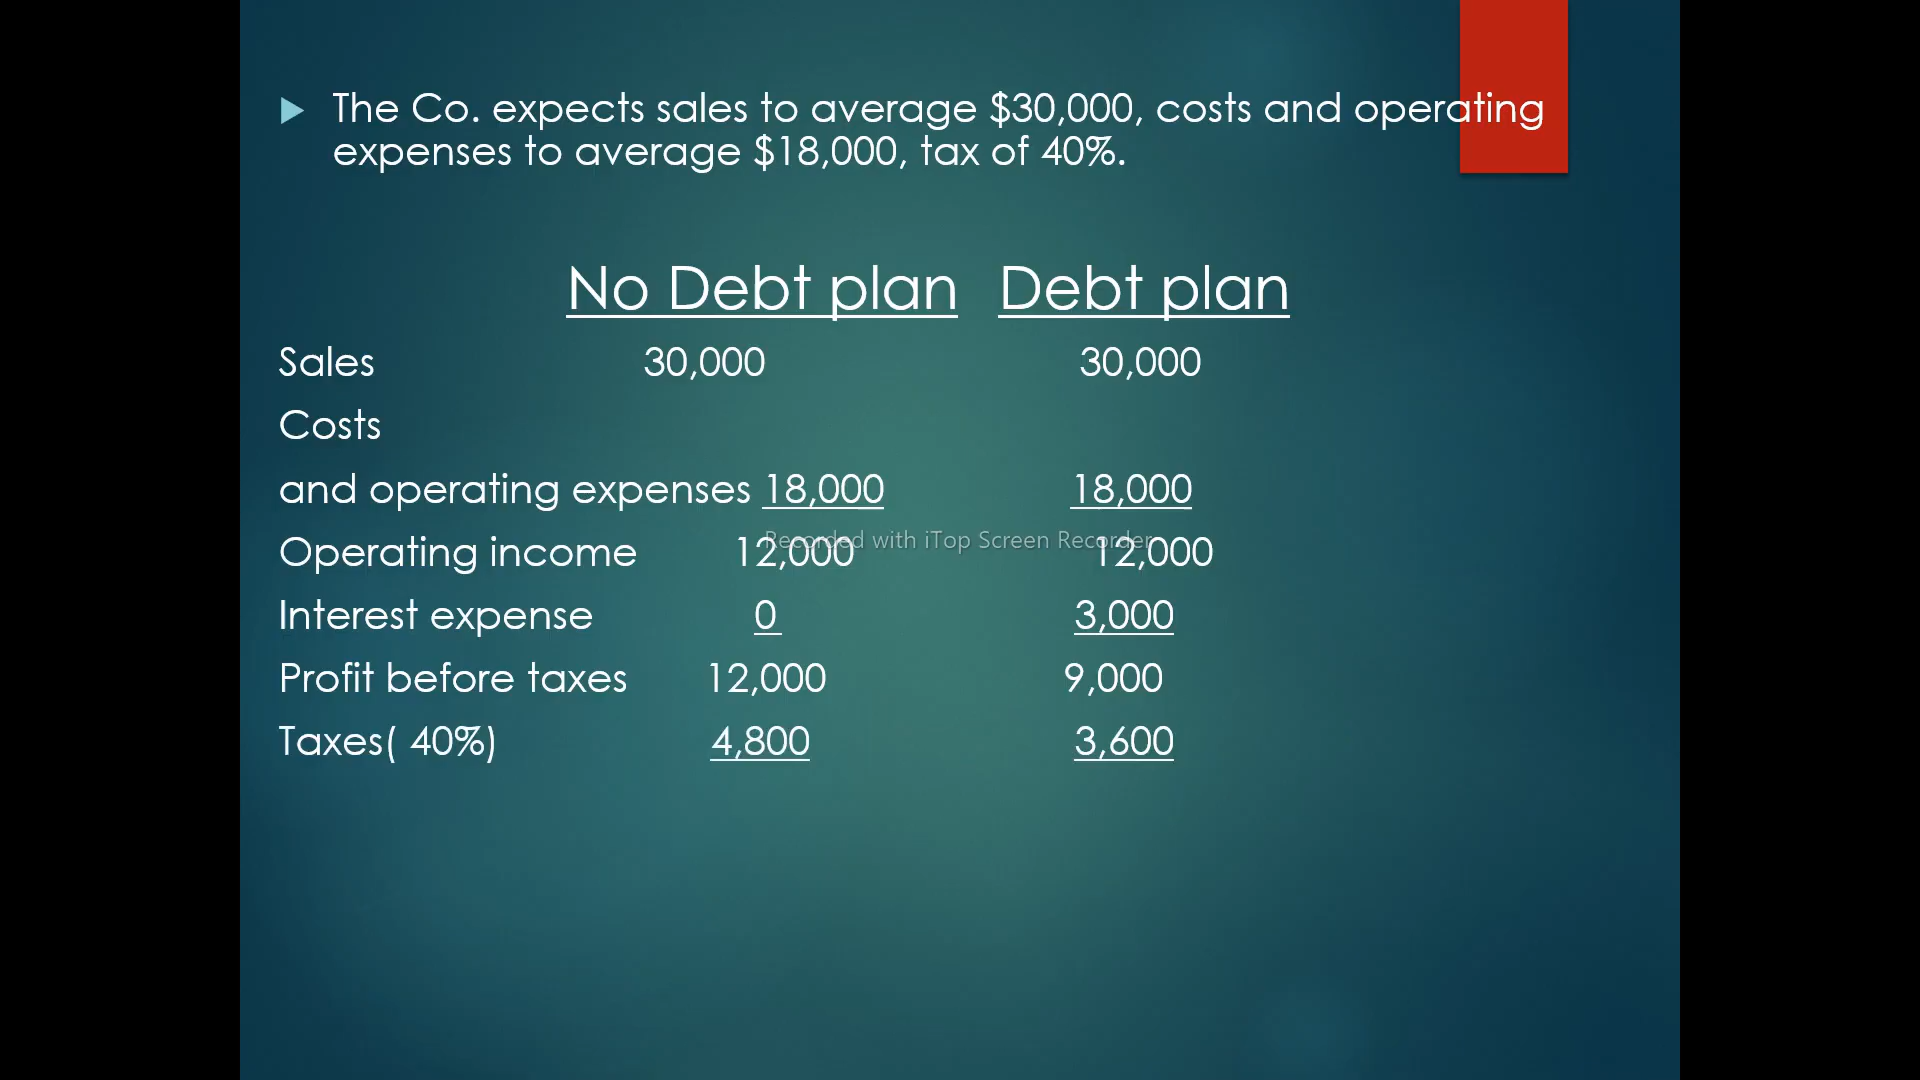 The Co. expects sales to average $30,000, costs and operating
expenses to average $18,000, tax of 40%.
No Debt plan Debt plan
Sales 30,000 30,000
Costs
and operating expenses 18,000 18,000
Recorded with iTop Screen Recorder
Operating income 12,000 12,000
Interest expense 0 3,000
Profit before taxes 12,000 9,000
Taxes( 40%) 4,800 3,600